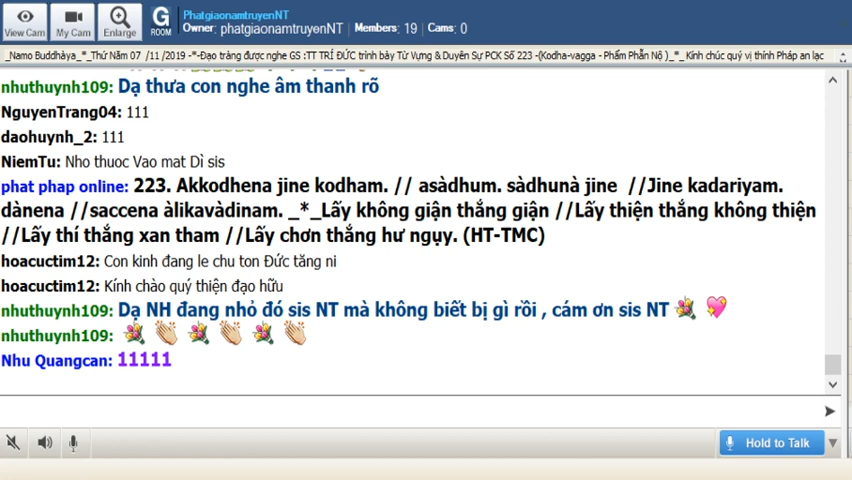 View Cam
My Cam
Enlarge
G
ROOM
PhatgiaonamtruyenNT
Owner: phatgiaonamtruyenNT | Members: 19 | Cams: 0
_Namo Buddhàya_*_Thứ Năm 07 /11 /2019 -*-Đạo tràng được nghe GS :TT TRÍ ĐỨC trình bày Từ Vựng & Duyên Sự PCK Số 223 -(Kodha-vagga - Phẩm Phẫn Nộ )_*_ Kính chúc quý vị thính Pháp an lạc
nhuthuynh109: Dạ thưa con nghe âm thanh rõ
NguyenTrang04: 111
daohuynh_2: 111
NiemTu: Nho thuoc Vao mat Dì sis
phat phap online: 223. Akkodhena jine kodham. // asàdhum. sàdhunà jine //Jine kadariyam.
dànena //saccena àlikavàdinam. _*_Lấy không giận thắng giận //Lấy thiện thắng không thiện
//Lấy thí thắng xan tham //Lấy chơn thắng hư ngụy. (HT-TMC)
hoacuctim12: Con kinh đang le chu ton Đức tăng ni
hoacuctim12: Kính chào quý thiện đạo hữu
nhuthuynh109: Dạ NH đang nhỏ đó sis NT mà không biết bị gì rồi , cám ơn sis NT
nhuthuynh109:
Nhu Quangcan: 11111
Hold to Talk